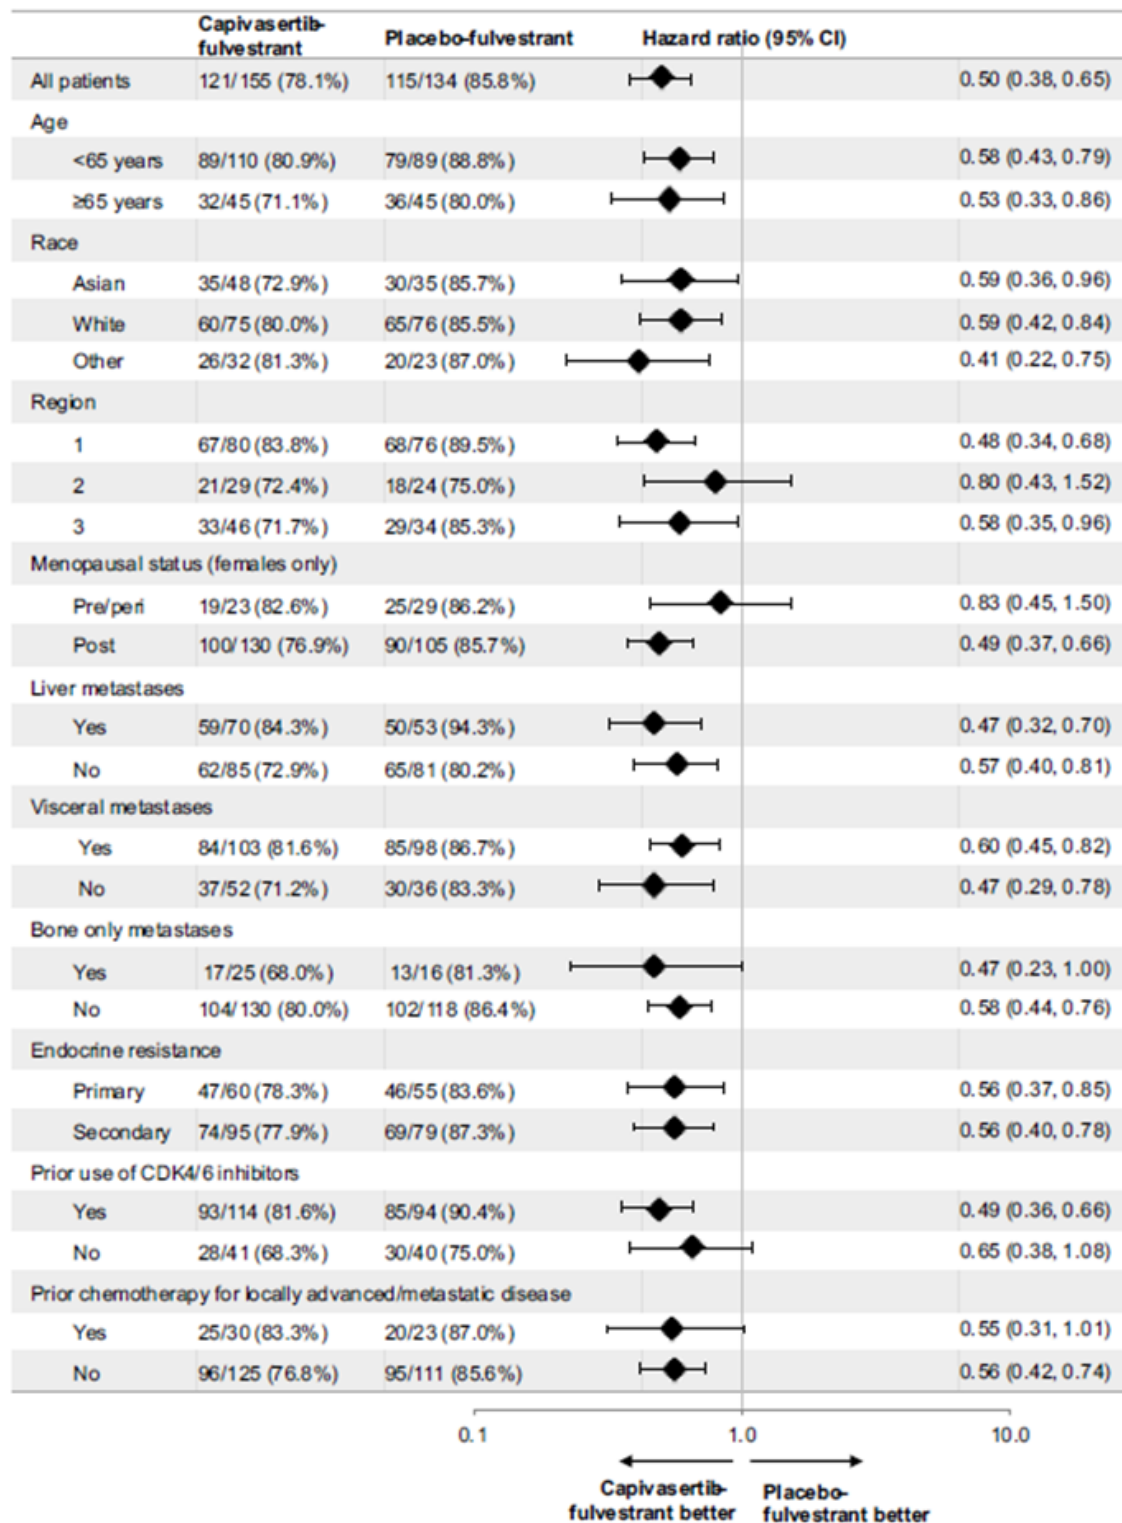 Capivasertib-fulvestrant Placebo-fulvestrant Hazard ratio (95% CI)
All patients 121/155 (78.1%) 115/134 (85.8%) 0.50 (0.38, 0.65)
Age
<65 years 89/110 (80.9%) 79/89 (88.8%) 0.58 (0.43, 0.79)
≥65 years 32/45 (71.1%) 36/45 (80.0%) 0.53 (0.33, 0.86)
Race
Asian 35/48 (72.9%) 30/35 (85.7%) 0.59 (0.36, 0.96)
White 60/75 (80.0%) 65/76 (85.5%) 0.59 (0.42, 0.84)
Other 26/32 (81.3%) 20/23 (87.0%) 0.41 (0.22, 0.75)
Region
1 67/80 (83.8%) 68/76 (89.5%) 0.48 (0.34, 0.68)
2 21/29 (72.4%) 18/24 (75.0%) 0.80 (0.43, 1.52)
3 33/46 (71.7%) 29/34 (85.3%) 0.58 (0.35, 0.96)
Menopausal status (females only)
Pre/peri 19/23 (82.6%) 25/29 (86.2%) 0.83 (0.45, 1.50)
Post 100/130 (76.9%) 90/105 (85.7%) 0.49 (0.37, 0.66)
Liver metastases
Yes 59/70 (84.3%) 50/53 (94.3%) 0.47 (0.32, 0.70)
No 62/85 (72.9%) 65/81 (80.2%) 0.57 (0.40, 0.81)
Visceral metastases
Yes 84/103 (81.6%) 85/98 (86.7%) 0.60 (0.45, 0.82)
No 37/52 (71.2%) 30/36 (83.3%) 0.47 (0.29, 0.78)
Bone only metastases
Yes 17/25 (68.0%) 13/16 (81.3%) 0.47 (0.23, 1.00)
No 104/130 (80.0%) 102/118 (86.4%) 0.58 (0.44, 0.76)
Endocrine resistance
Primary 47/60 (78.3%) 46/55 (83.6%) 0.56 (0.37, 0.85)
Secondary 74/95 (77.9%) 69/79 (87.3%) 0.56 (0.40, 0.78)
Prior use of CDK4/6 inhibitors
Yes 93/114 (81.6%) 85/94 (90.4%) 0.49 (0.36, 0.66)
No 28/41 (68.3%) 30/40 (75.0%) 0.65 (0.38, 1.08)
Prior chemotherapy for locally advanced/metastatic disease
Yes 25/30 (83.3%) 20/23 (87.0%) 0.55 (0.31, 1.01)
No 96/125 (76.8%) 95/111 (85.6%) 0.56 (0.42, 0.74)
0.1 1.0 10.0
Capivasertib-fulvestrant better
Placebo-fulvestrant better